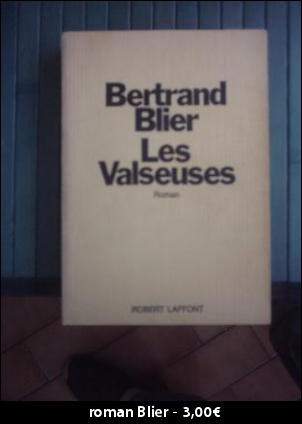 Bertrand
Blier
Les
Valseuses
Roman
ROBERT LAFFONT
roman Blier - 3,00€